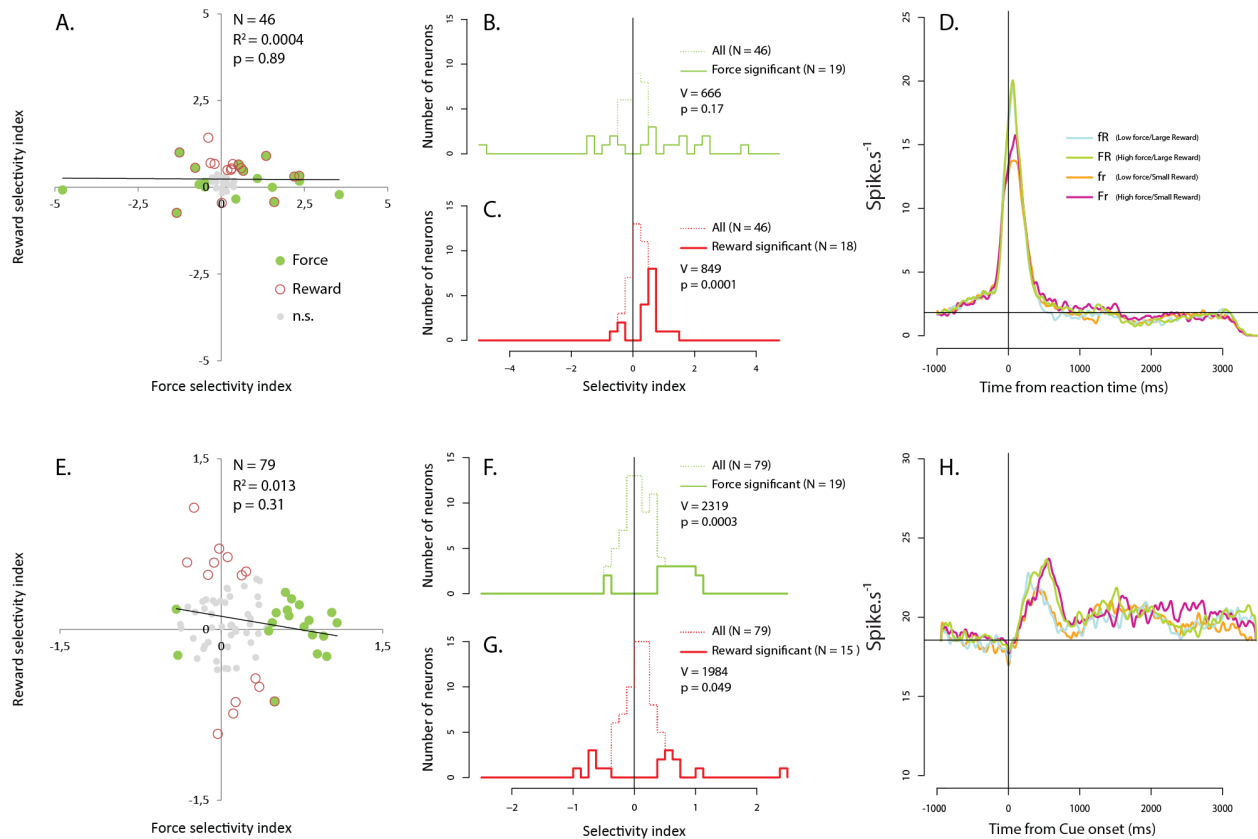 A.
N = 46
R² = 0.0004
p = 0.89
Reward selectivity index
5
2,5
0
-2,5
-5
-5
-2,5
0
2,5
5
Force
Reward
n.s.
Force selectivity index
B.
Number of neurons
15
10
5
0
All (N = 46)
Force significant (N = 19)
V = 666
p = 0.17
C.
Number of neurons
15
10
5
0
All (N = 46)
Reward significant (N = 18)
V = 849
p = 0.0001
−4
−2
0
2
4
Selectivity index
D.
Spike.s⁻¹
25
20
15
10
5
0
fR (Low force/Large Reward)
FR (High force/Large Reward)
fr (Low force/Small Reward)
Fr (High force/Small Reward)
-1000
0
1000
2000
3000
Time from reaction time (ms)
E.
N = 79
R² = 0.013
p = 0.31
Reward selectivity index
1,5
0
-1,5
-1,5
0
1,5
Force selectivity index
F.
Number of neurons
15
10
5
0
All (N = 79)
Force significant (N = 19)
V = 2319
p = 0.0003
G.
Number of neurons
15
10
5
0
All (N = 79)
Reward significant (N = 15 )
V = 1984
p = 0.049
−2
−1
0
1
2
Selectivity index
H.
Spike.s⁻¹
30
25
20
15
10
-1000
0
1000
2000
3000
Time from Cue onset (ms)